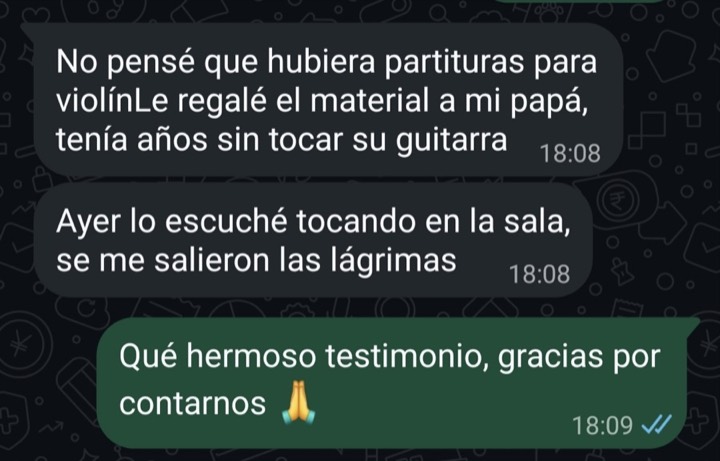 No pensé que hubiera partituras para
violínLe regalé el material a mi papá,
tenía años sin tocar su guitarra
18:08
Ayer lo escuché tocando en la sala,
se me salieron las lágrimas
18:08
Qué hermoso testimonio, gracias por
contarnos 🙏
18:09